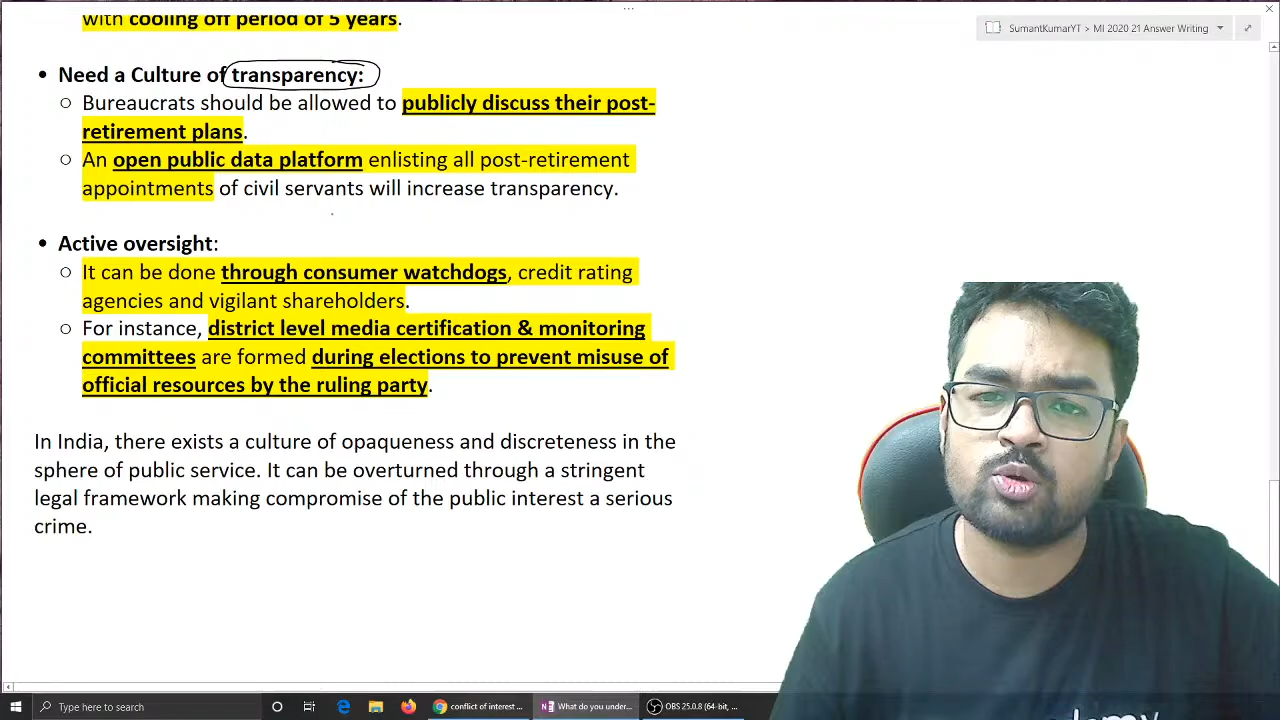 with cooling off period of 5 years.
SumantKumarYT > MI 2020 21 Answer Writing
• Need a Culture of transparency:
○ Bureaucrats should be allowed to publicly discuss their post-
retirement plans.
○ An open public data platform enlisting all post-retirement
appointments of civil servants will increase transparency.
• Active oversight:
○ It can be done through consumer watchdogs, credit rating
agencies and vigilant shareholders.
○ For instance, district level media certification & monitoring
committees are formed during elections to prevent misuse of
official resources by the ruling party.
In India, there exists a culture of opaqueness and discreteness in the
sphere of public service. It can be overturned through a stringent
legal framework making compromise of the public interest a serious
crime.
Type here to search
conflict of interest ...
What do you under...
OBS 25.0.8 (64-bit, ...